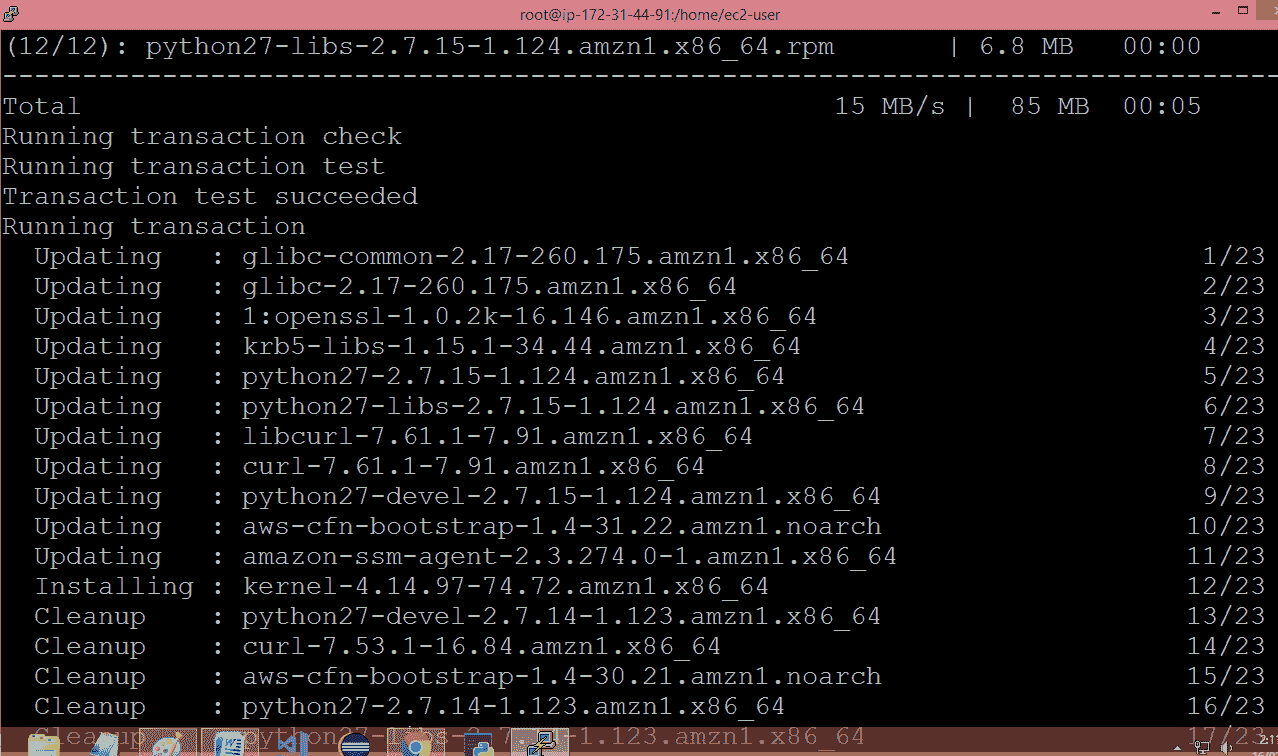 root@ip-172-31-44-91:/home/ec2-user
(12/12): python27-libs-2.7.15-1.124.amzn1.x86_64.rpm | 6.8 MB 00:00
--------------------------------------------------------------------------------
Total 15 MB/s | 85 MB 00:05
Running transaction check
Running transaction test
Transaction test succeeded
Running transaction
Updating : glibc-common-2.17-260.175.amzn1.x86_64 1/23
Updating : glibc-2.17-260.175.amzn1.x86_64 2/23
Updating : 1:openssl-1.0.2k-16.146.amzn1.x86_64 3/23
Updating : krb5-libs-1.15.1-34.44.amzn1.x86_64 4/23
Updating : python27-2.7.15-1.124.amzn1.x86_64 5/23
Updating : python27-libs-2.7.15-1.124.amzn1.x86_64 6/23
Updating : libcurl-7.61.1-7.91.amzn1.x86_64 7/23
Updating : curl-7.61.1-7.91.amzn1.x86_64 8/23
Updating : python27-devel-2.7.15-1.124.amzn1.x86_64 9/23
Updating : aws-cfn-bootstrap-1.4-31.22.amzn1.noarch 10/23
Updating : amazon-ssm-agent-2.3.274.0-1.amzn1.x86_64 11/23
Installing : kernel-4.14.97-74.72.amzn1.x86_64 12/23
Cleanup : python27-devel-2.7.14-1.123.amzn1.x86_64 13/23
Cleanup : curl-7.53.1-16.84.amzn1.x86_64 14/23
Cleanup : aws-cfn-bootstrap-1.4-30.21.amzn1.noarch 15/23
Cleanup : python27-2.7.14-1.123.amzn1.x86_64 16/23
17/23